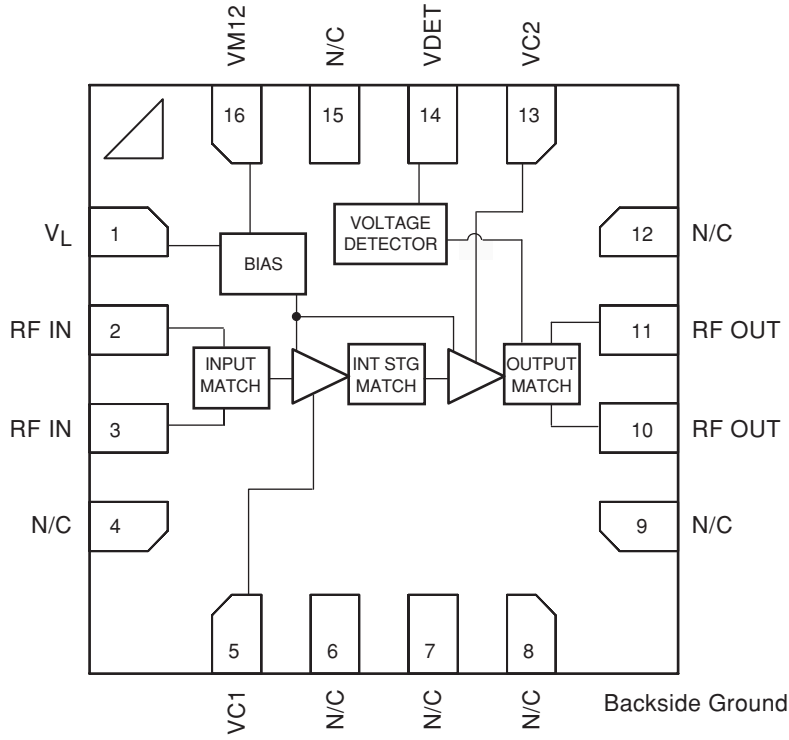 VM12
N/C
VDET
VC2
16
15
14
13
VL
1
VOLTAGE
DETECTOR
12
N/C
BIAS
RF IN
2
11
RF OUT
INPUT
MATCH
INT STG
MATCH
OUTPUT
MATCH
RF IN
3
10
RF OUT
N/C
4
9
N/C
5
6
7
8
VC1
N/C
N/C
N/C
Backside Ground